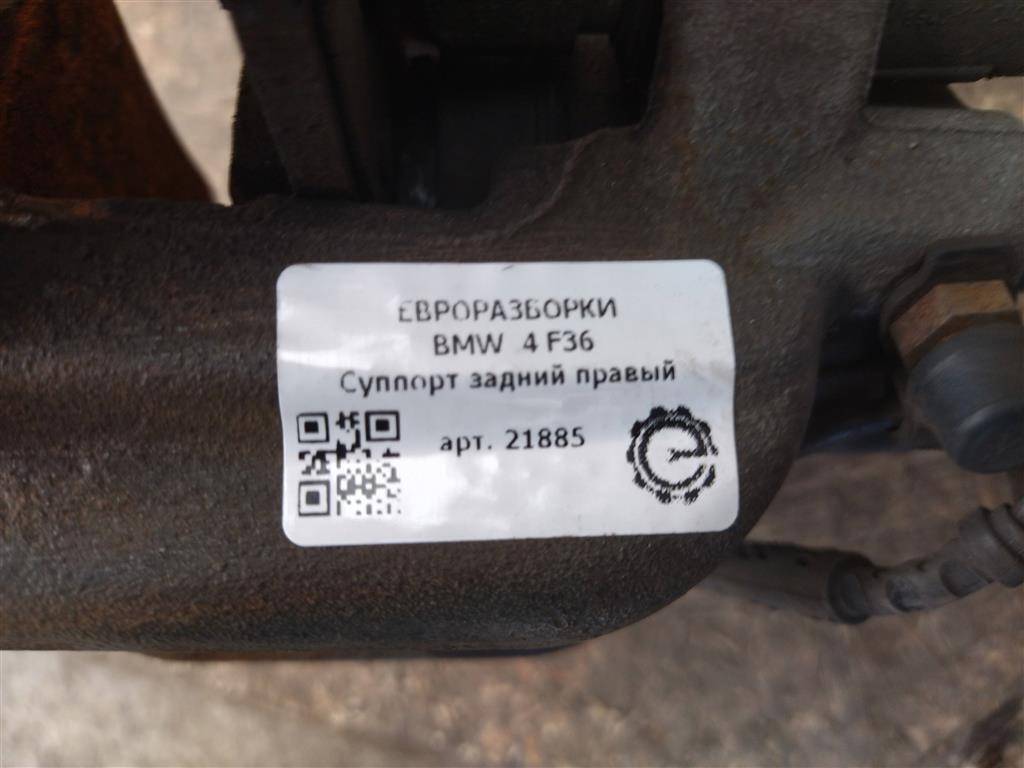 ЕВРОРАЗБОРКИ
BMW 4 F36
Суппорт задний правый
арт. 21885